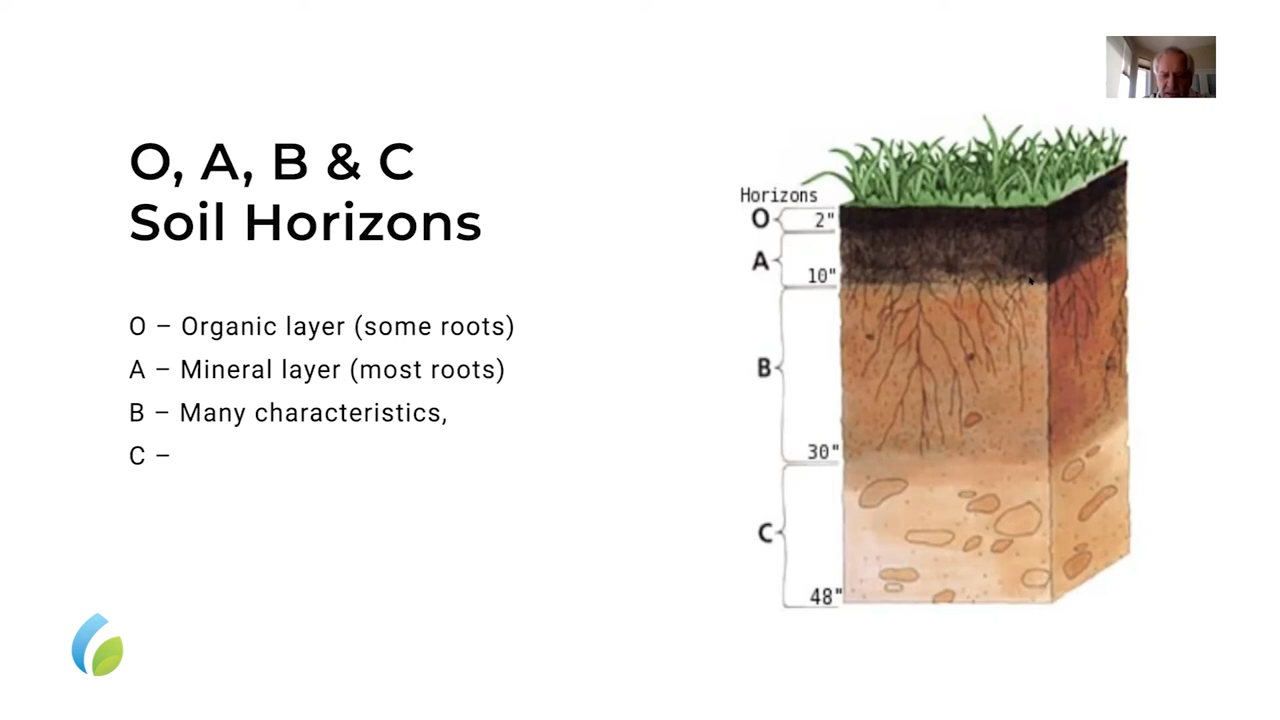 O, A, B & C
Soil Horizons
O – Organic layer (some roots)
A – Mineral layer (most roots)
B – Many characteristics,
C –
Horizons
O
2"
A
10"
B
30"
C
48"